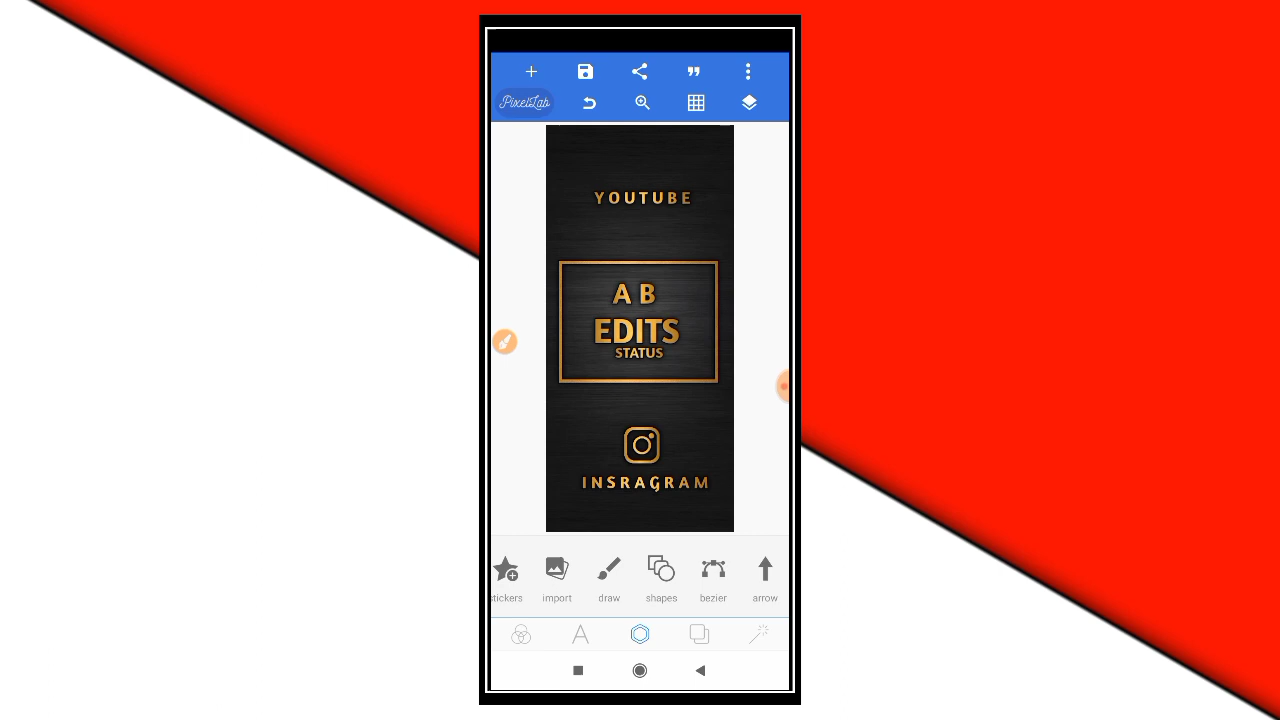 PixelLab
YOUTUBE
A B
EDITS
STATUS
INSRAGRAM
stickers import draw shapes bezier arrow